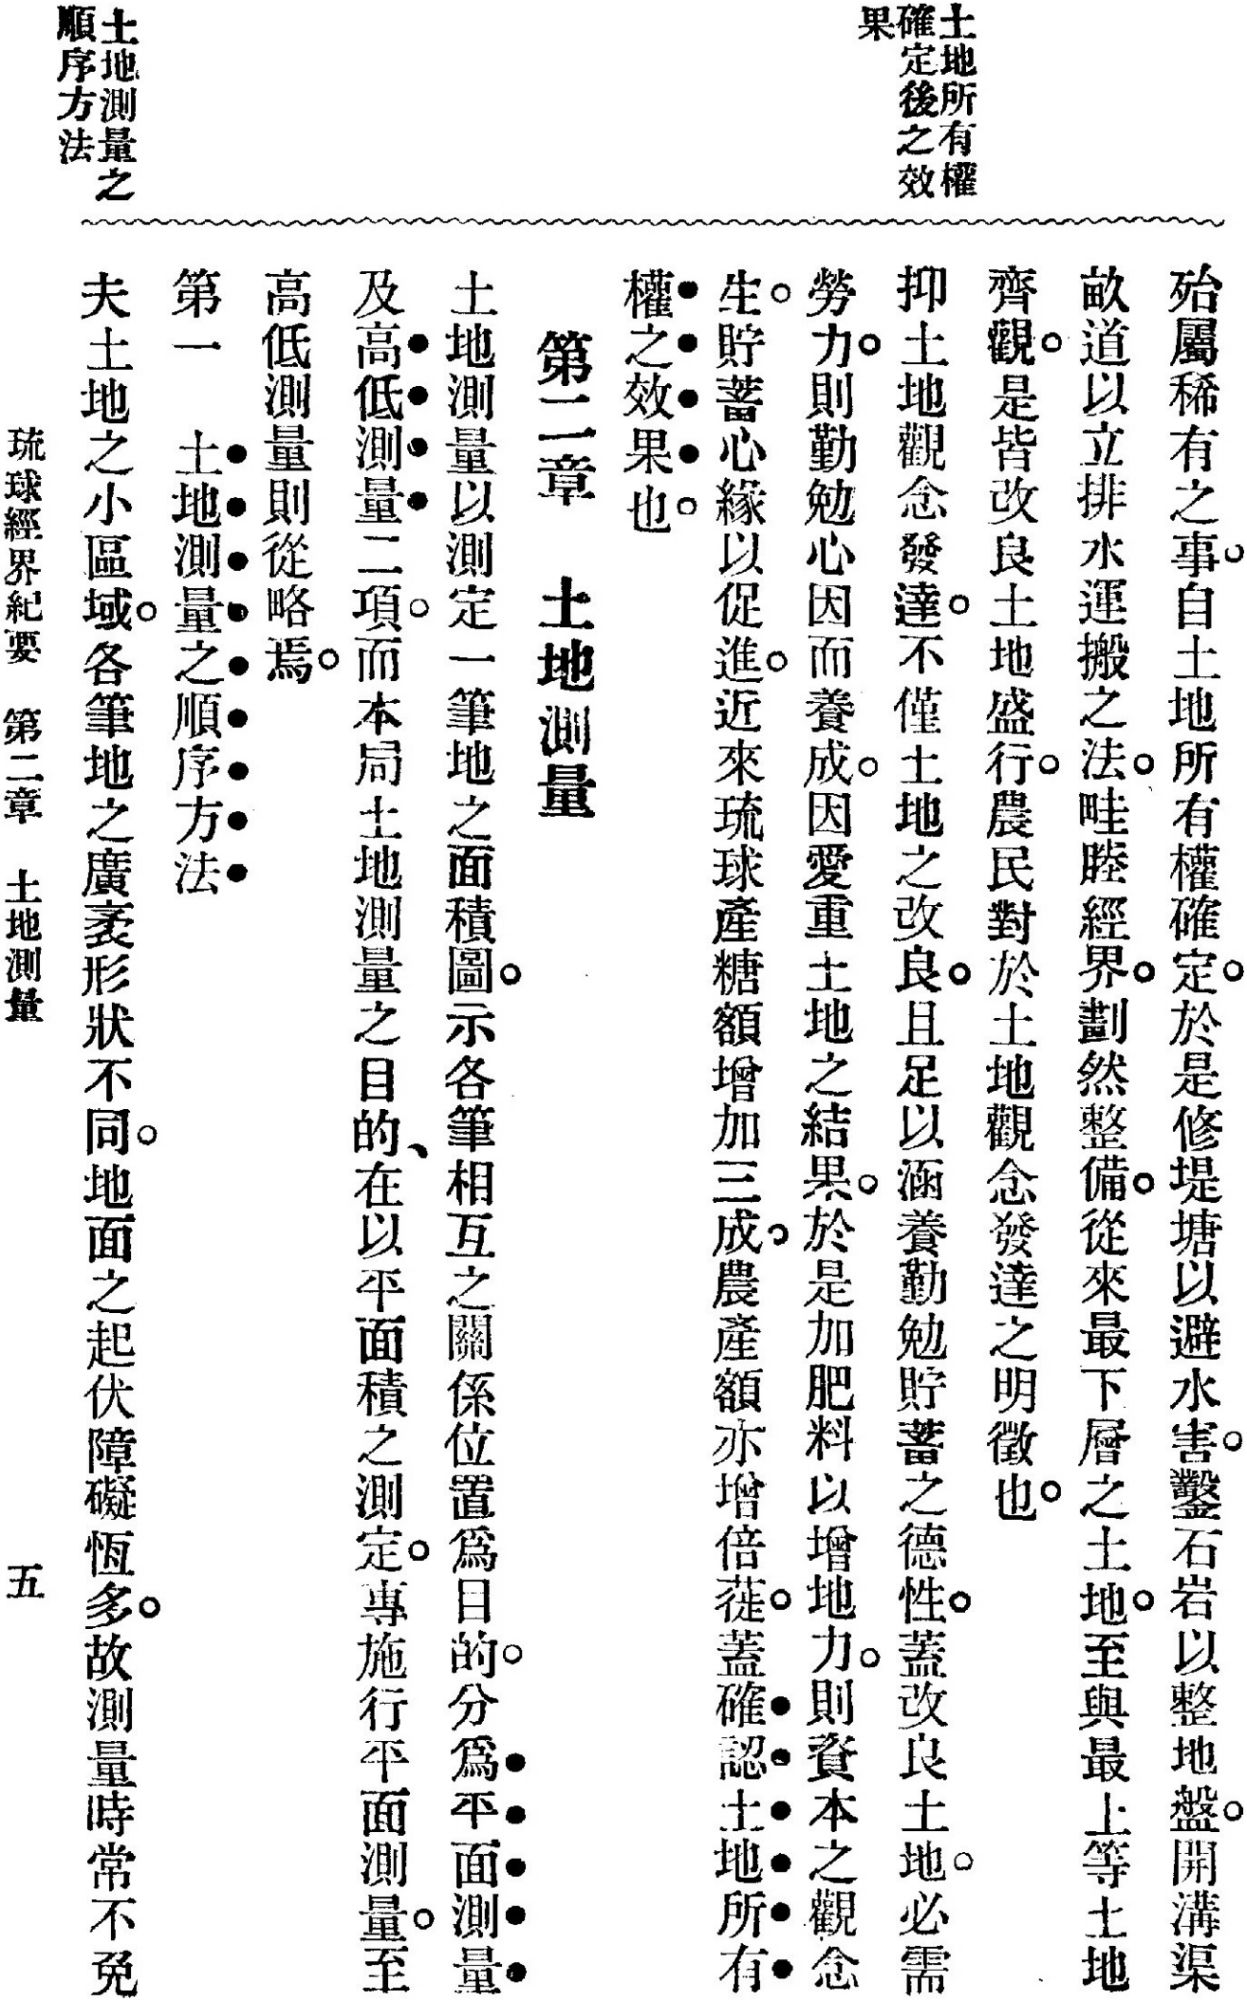 土地所有權
確定後之效
果
殆屬稀有之事。自土地所有權確定。於是修堤塘以避水害。鑿石岩以整地盤。開溝渠
畝道以立排水運搬之法。畦塍經界。劃然整備。從來最下層之土地。至與最上等土地
齊觀。是皆改良土地盛行。農民對於土地觀念發達之明徵也。
抑土地觀念發達。不僅土地之改良。且足以涵養勤勉貯蓄之德性。蓋改良土地。必需
勞力。則勤勉心因而養成。因愛重土地之結果。於是加肥料以增地力。則資本之觀念
生。貯蓄心緣以促進。近來琉球產糖額增加三成。農產額亦增倍蓰。蓋確認土地所有
權之效果也。
第二章　土地測量
土地測量以測定一筆地之面積。圖示各筆相互之關係位置爲目的。分爲平面測量
及高低測量二項。而本局土地測量之目的、在以平面積之測定。專施行平面測量。至
高低測量則從略焉。
土地測量之
順序方法
第一　土地測量之順序方法
夫土地之小區域。各筆地之廣袤形狀不同。地面之起伏障礙恆多。故測量時常不免
琉球經界紀要　第二章　土地測量　五